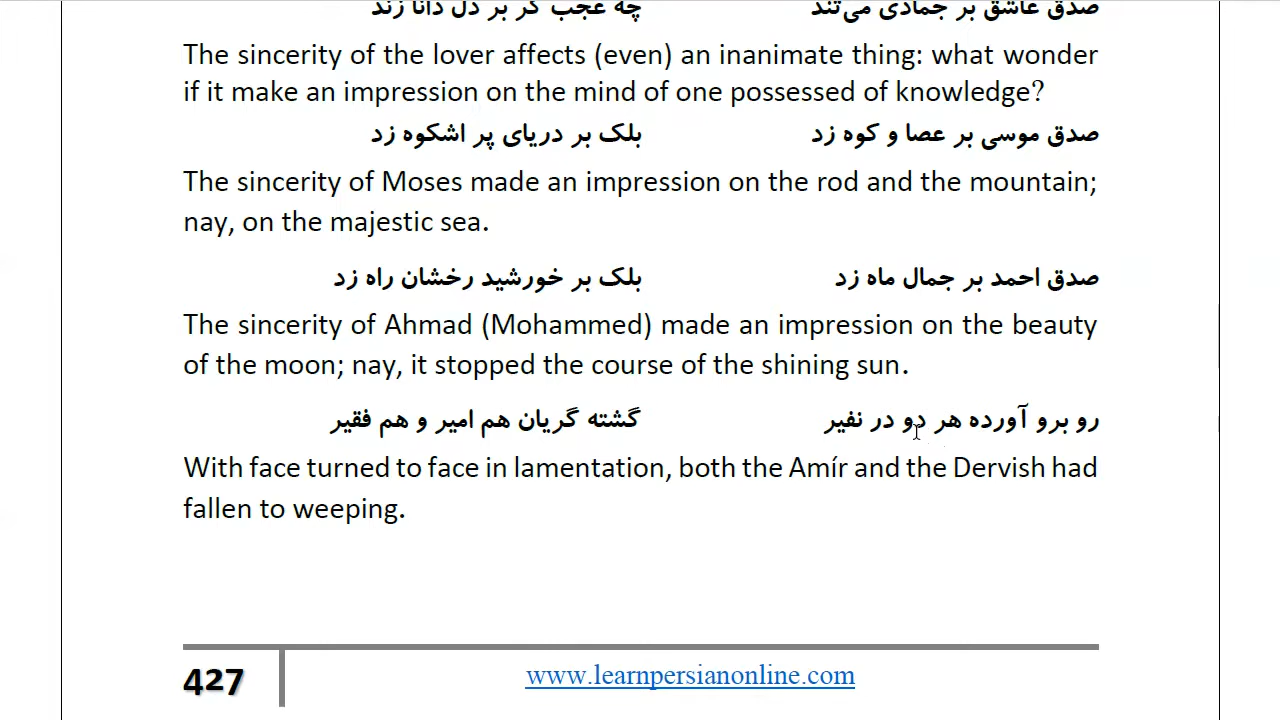 صدق عاشق بر جمادی می‌تند چه عجب گر بر دل دانا زند
The sincerity of the lover affects (even) an inanimate thing: what wonder
if it make an impression on the mind of one possessed of knowledge?
صدق موسی بر عصا و کوه زد بلک بر دریای پر اشکوه زد
The sincerity of Moses made an impression on the rod and the mountain;
nay, on the majestic sea.
صدق احمد بر جمال ماه زد بلک بر خورشید رخشان راه زد
The sincerity of Ahmad (Mohammed) made an impression on the beauty
of the moon; nay, it stopped the course of the shining sun.
رو برو آورده هر دو در نفیر گشته گریان هم امیر و هم فقیر
With face turned to face in lamentation, both the Amír and the Dervish had
fallen to weeping.
427
www.learnpersianonline.com